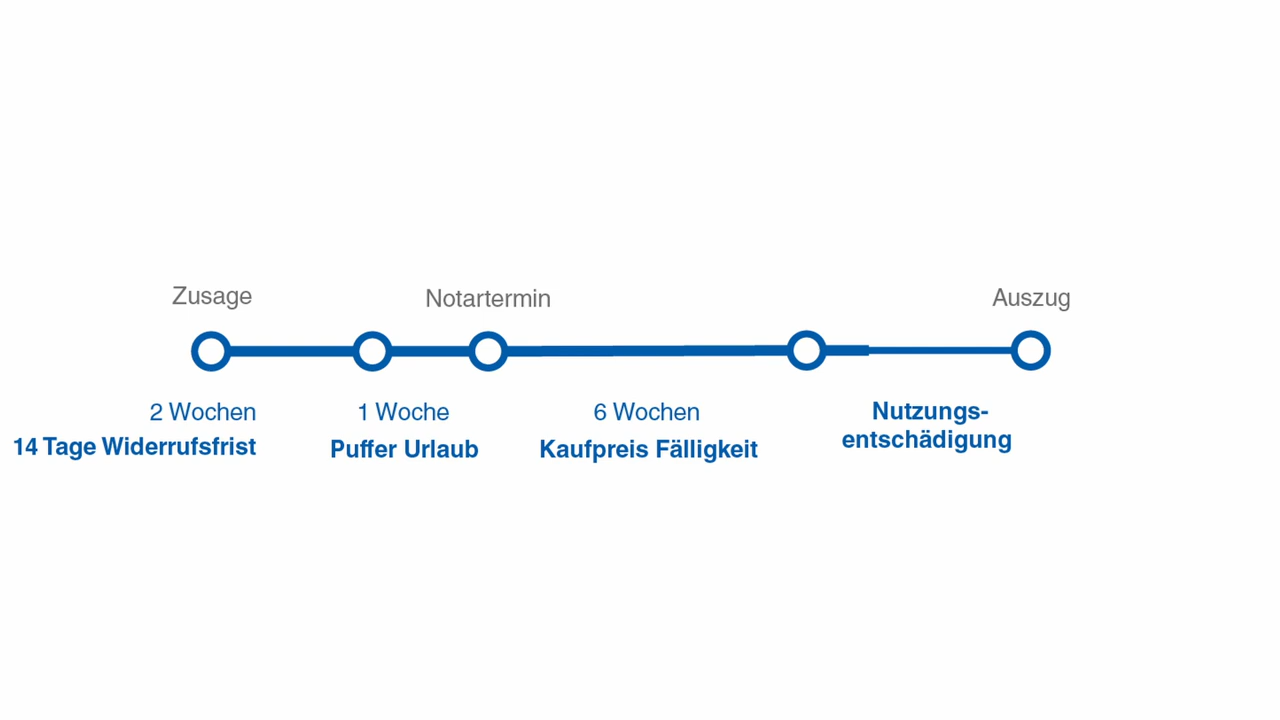 Zusage
Notartermin
Auszug
2 Wochen
14 Tage Widerrufsfrist
1 Woche
Puffer Urlaub
6 Wochen
Kaufpreis Fälligkeit
Nutzungs-
entschädigung